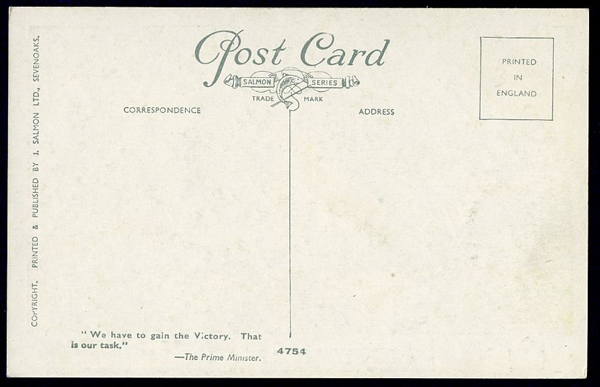 Post Card
SALMON SERIES
TRADE MARK
PRINTED
IN
ENGLAND
CORRESPONDENCE
ADDRESS
COPYRIGHT. PRINTED & PUBLISHED BY J. SALMON LTD., SEVENOAKS.
"We have to gain the Victory. That
is our task."
—The Prime Minister.
4754